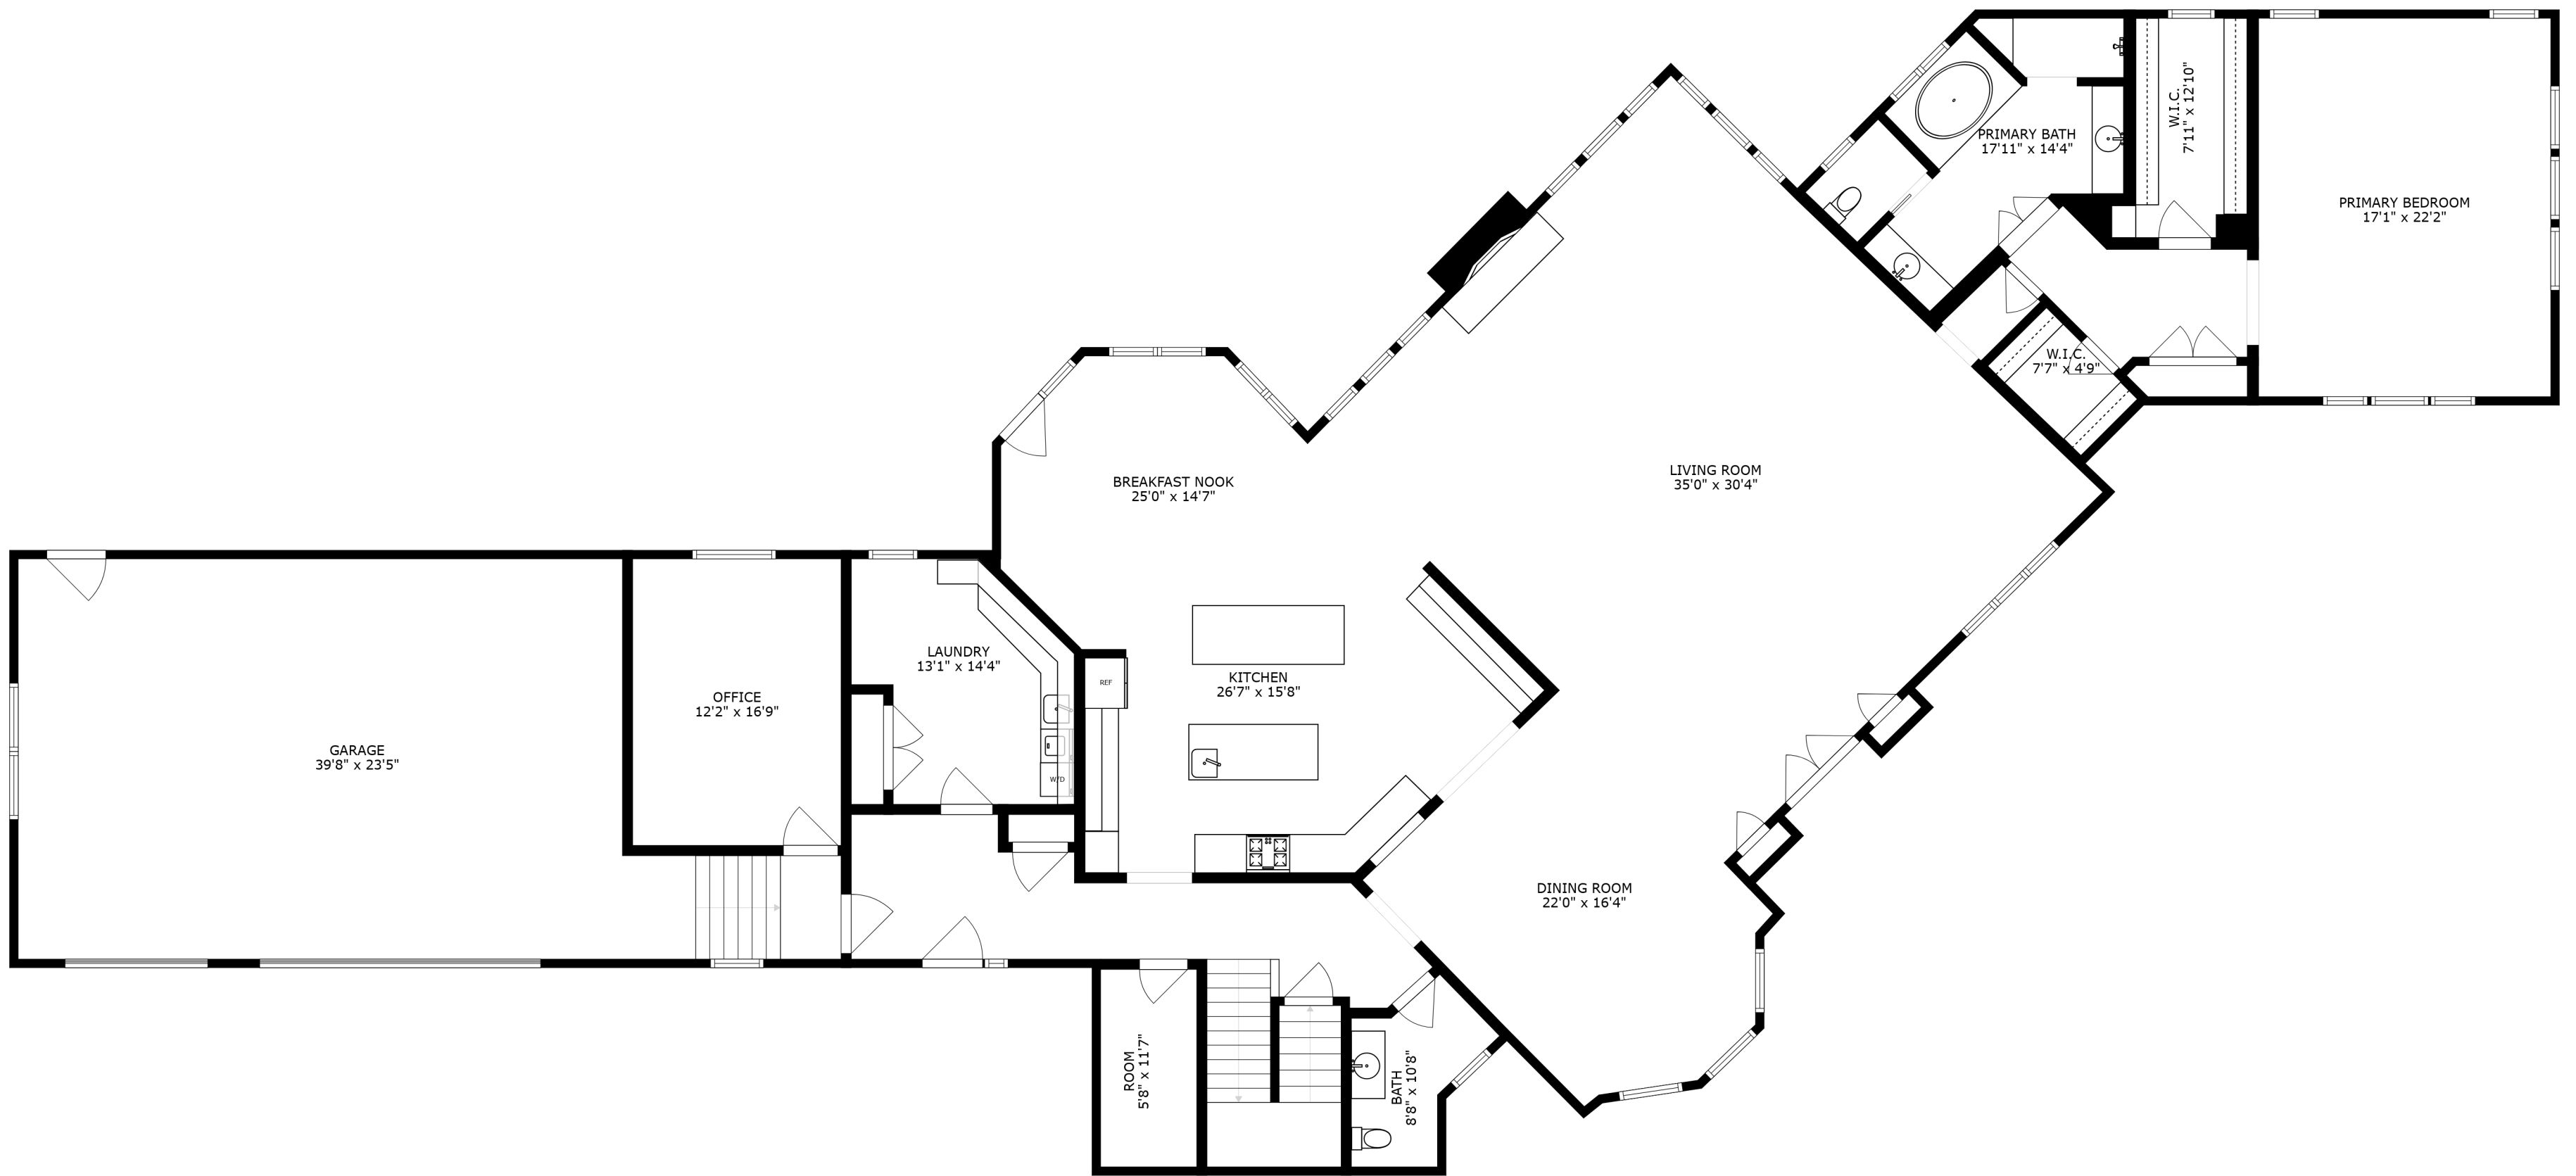 PRIMARY BATH
17'11" x 14'4"
W.I.C.
7'11" x 12'10"
PRIMARY BEDROOM
17'1" x 22'2"
W.I.C.
7'7" x 4'9"
BREAKFAST NOOK
25'0" x 14'7"
LIVING ROOM
35'0" x 30'4"
LAUNDRY
13'1" x 14'4"
REF
KITCHEN
26'7" x 15'8"
OFFICE
12'2" x 16'9"
GARAGE
39'8" x 23'5"
W/D
DINING ROOM
22'0" x 16'4"
ROOM
5'8" x 11'7"
BATH
8'8" x 10'8"